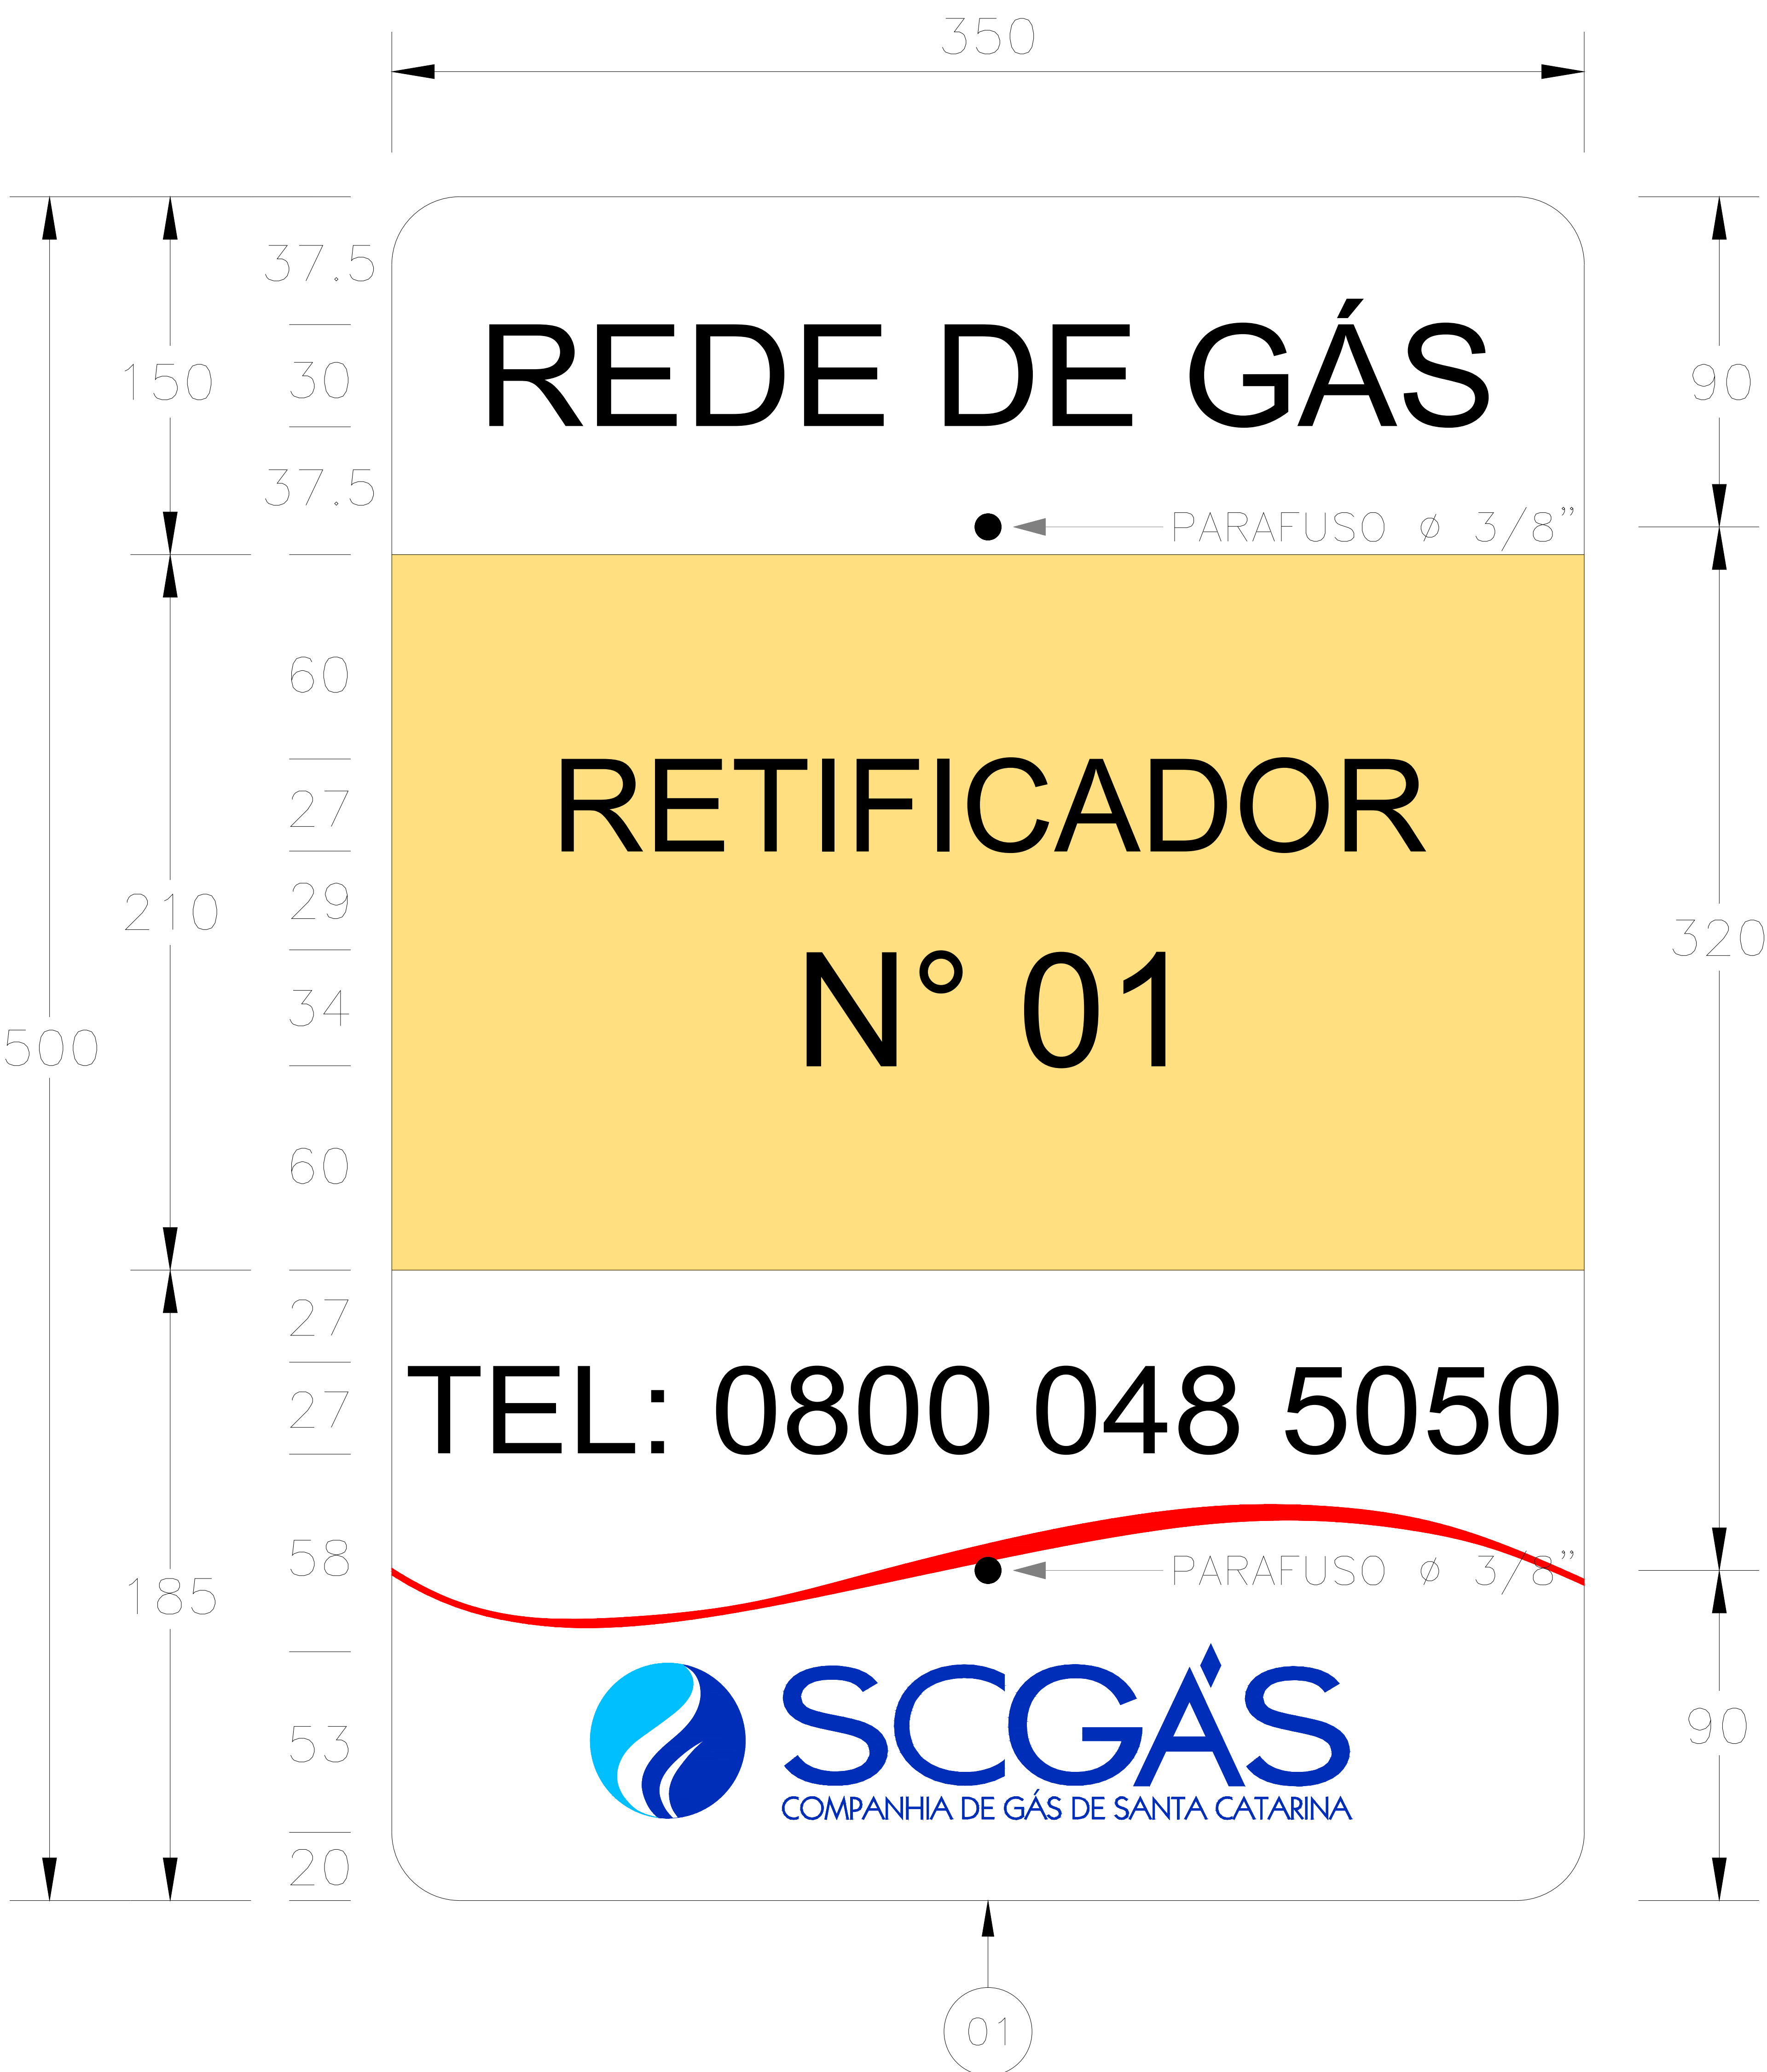 350
37.5
REDE DE GÁS
150
30
90
37.5
PARAFUSO ø 3/8”
60
RETIFICADOR
27
210
29
320
N° 01
34
500
60
27
TEL: 0800 048 5050
27
58
PARAFUSO ø 3/8”
185
SCGÁS
53
90
COMPANHIA DE GÁS DE SANTA CATARINA
20
01